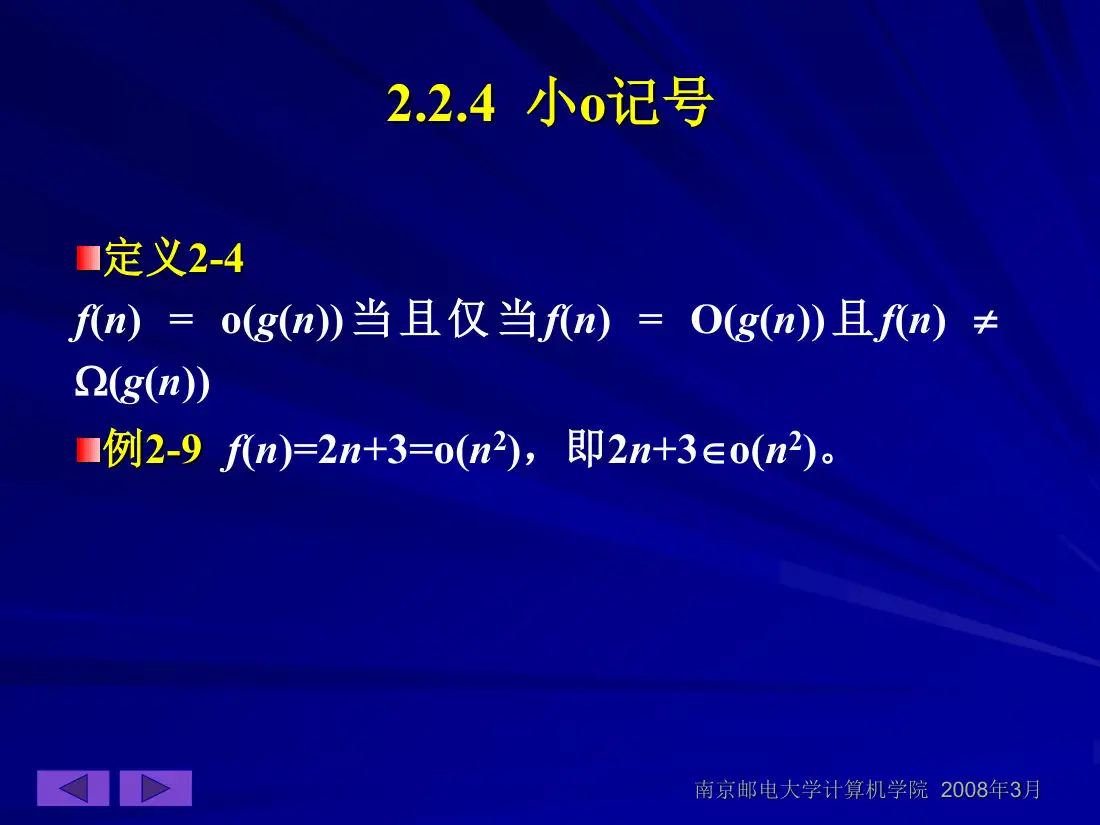 2.2.4 小o记号
定义2-4
f(n) = o(g(n))当且仅当f(n) = O(g(n))且f(n) ≠
Ω(g(n))
例2-9 f(n)=2n+3=o(n²)，即2n+3∈o(n²)。
南京邮电大学计算机学院 2008年3月